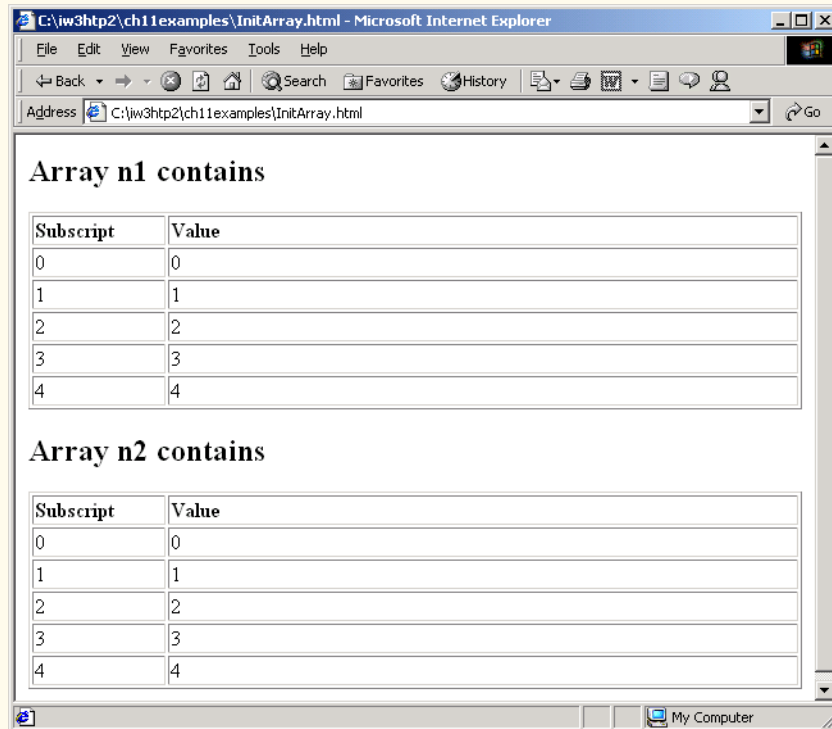 C:\iw3htp2\ch11examples\InitArray.html - Microsoft Internet Explorer
File Edit View Favorites Tools Help
Back Search Favorites History
Address C:\iw3htp2\ch11examples\InitArray.html Go
Array n1 contains
Subscript Value
0 0
1 1
2 2
3 3
4 4
Array n2 contains
Subscript Value
0 0
1 1
2 2
3 3
4 4
My Computer